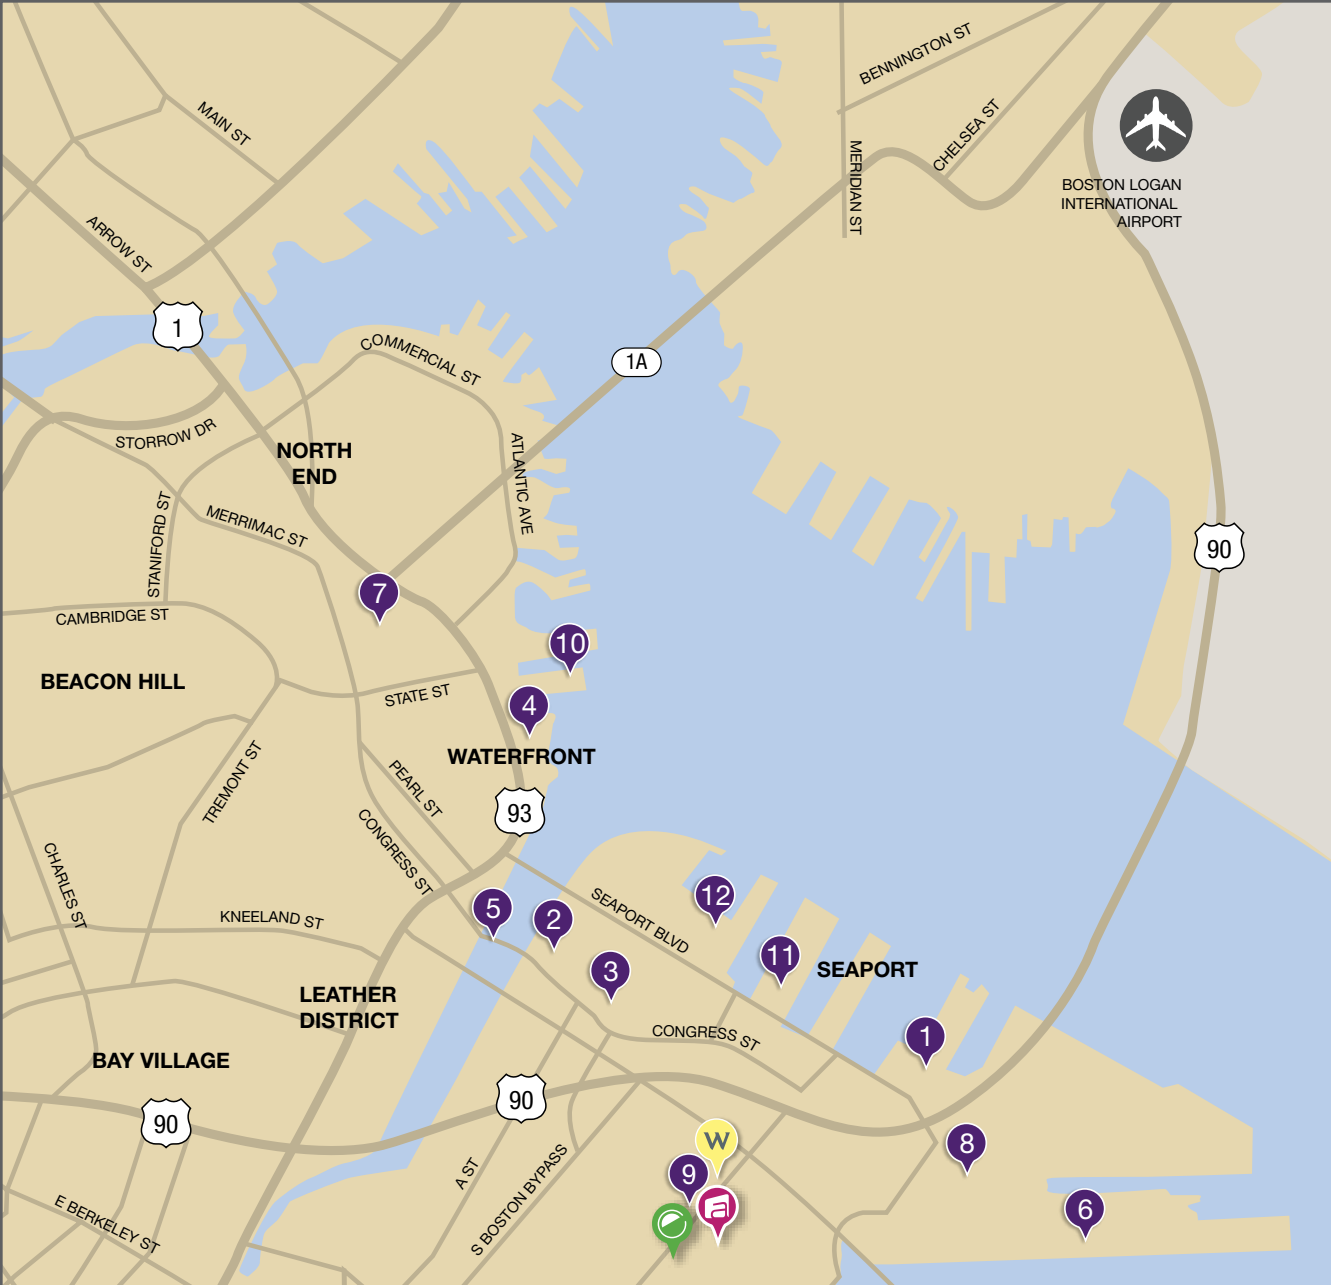 BENNINGTON ST
CHELSEA ST
MAIN ST
MERIDIAN ST
BOSTON LOGAN
INTERNATIONAL
AIRPORT
ARROW ST
1
COMMERCIAL ST
1A
STORROW DR
NORTH
END
ATLANTIC AVE
STANIFORD ST
MERRIMAC ST
90
7
CAMBRIDGE ST
10
BEACON HILL
STATE ST
4
WATERFRONT
TREMONT ST
PEARL ST
93
CONGRESS ST
CHARLES ST
KNEELAND ST
5
2
SEAPORT BLVD
12
3
11
SEAPORT
LEATHER
DISTRICT
CONGRESS ST
1
BAY VILLAGE
90
90
W
8
A ST
S BOSTON BYPASS
9
6
E BERKELEY ST
a